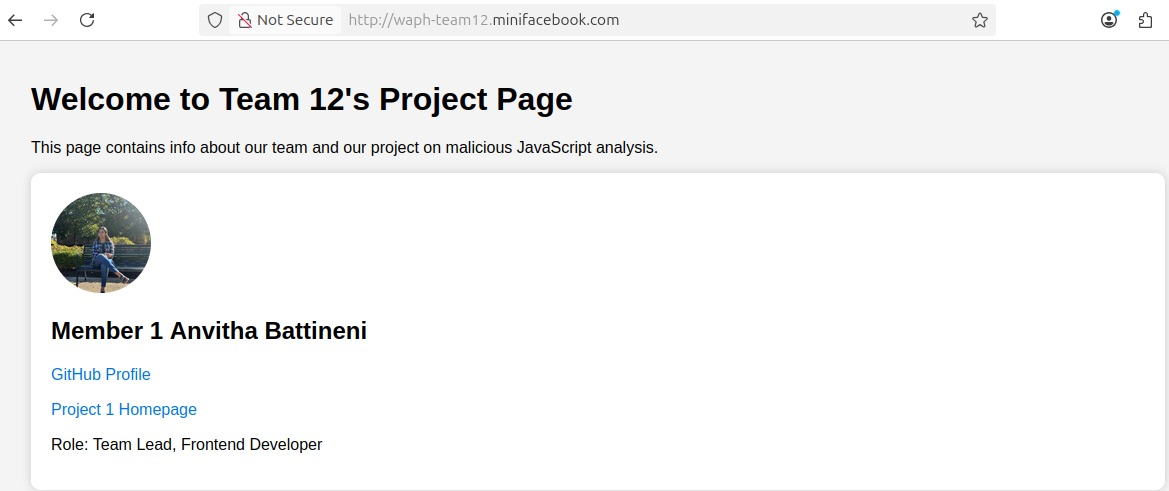 Not Secure http://waph-team12.minifacebook.com
Welcome to Team 12's Project Page
This page contains info about our team and our project on malicious JavaScript analysis.
Member 1 Anvitha Battineni
GitHub Profile
Project 1 Homepage
Role: Team Lead, Frontend Developer